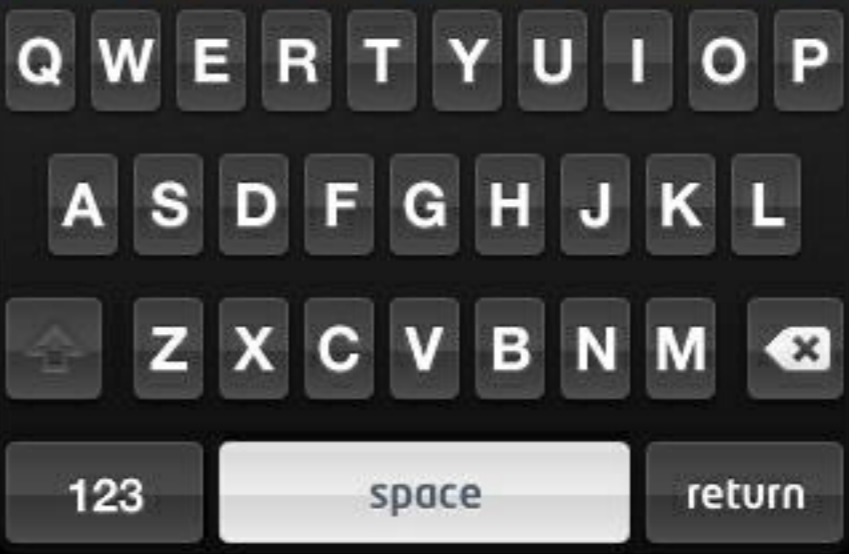 Q W E R T Y U I O P
A S D F G H J K L
Z X C V B N M
123 space return